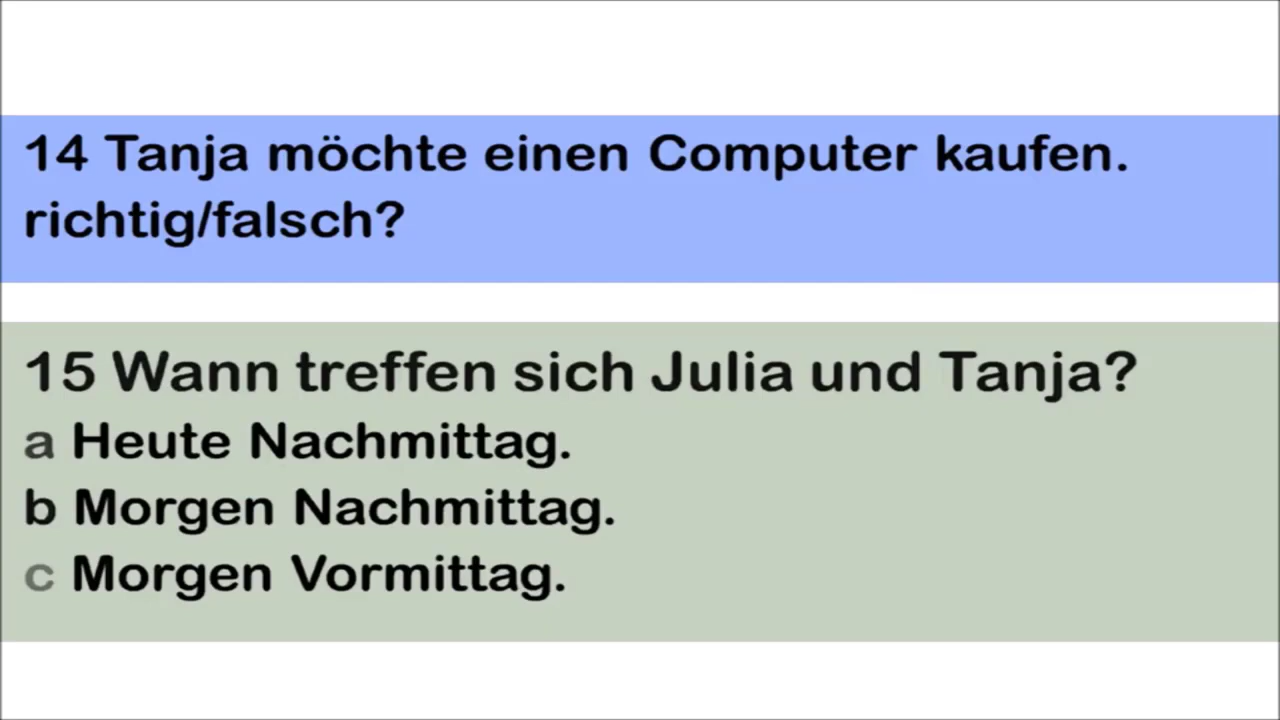 14 Tanja möchte einen Computer kaufen.
richtig/falsch?
15 Wann treffen sich Julia und Tanja?
a Heute Nachmittag.
b Morgen Nachmittag.
c Morgen Vormittag.